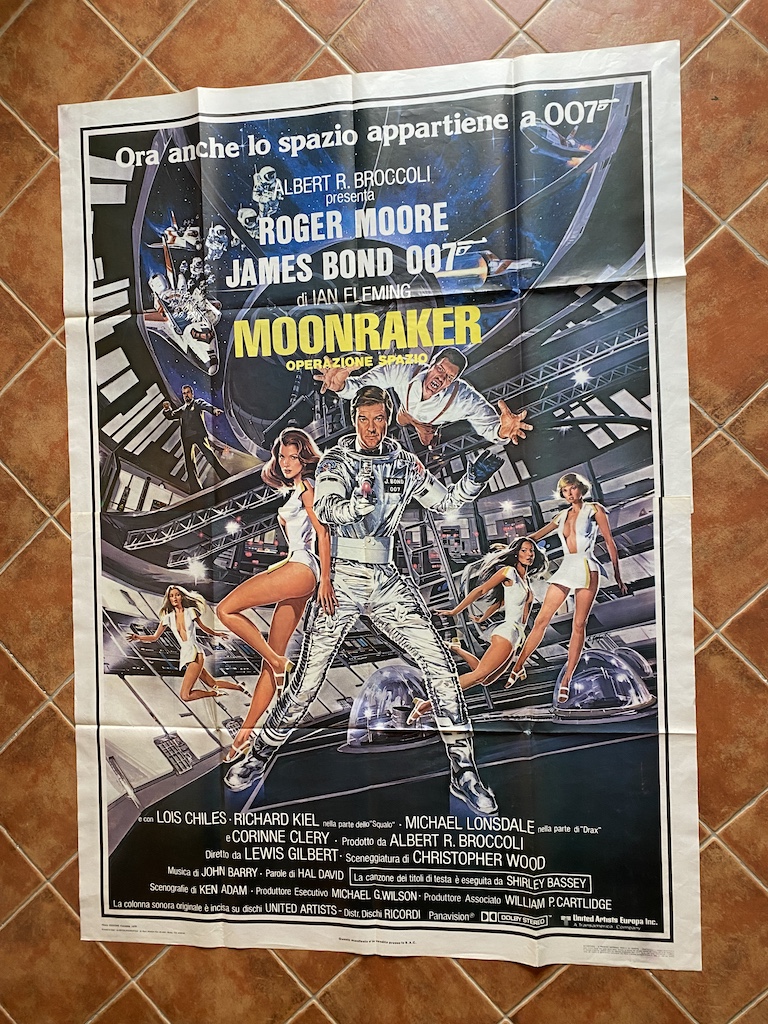 Ora anche lo spazio appartiene a 007
ALBERT R. BROCCOLI
presenta
ROGER MOORE
JAMES BOND 007
di IAN FLEMING
MOONRAKER
OPERAZIONE SPAZIO
J. BOND
007
e con LOIS CHILES · RICHARD KIEL nella parte dello "Squalo" · MICHAEL LONSDALE nella parte di "Drax"
e CORINNE CLERY · Prodotto da ALBERT R. BROCCOLI
Diretto da LEWIS GILBERT · Sceneggiatura di CHRISTOPHER WOOD
Musica di JOHN BARRY · Parole di HAL DAVID La canzone dei titoli di testa è eseguita da SHIRLEY BASSEY
Scenografie di KEN ADAM · Produttore Esecutivo MICHAEL G. WILSON · Produttore Associato WILLIAM P. CARTLIDGE
La colonna sonora originale è incisa su dischi UNITED ARTISTS - Distr. Dischi RICORDI Panavision® DOLBY STEREO United Artists Europa Inc.
A Transamerica Company